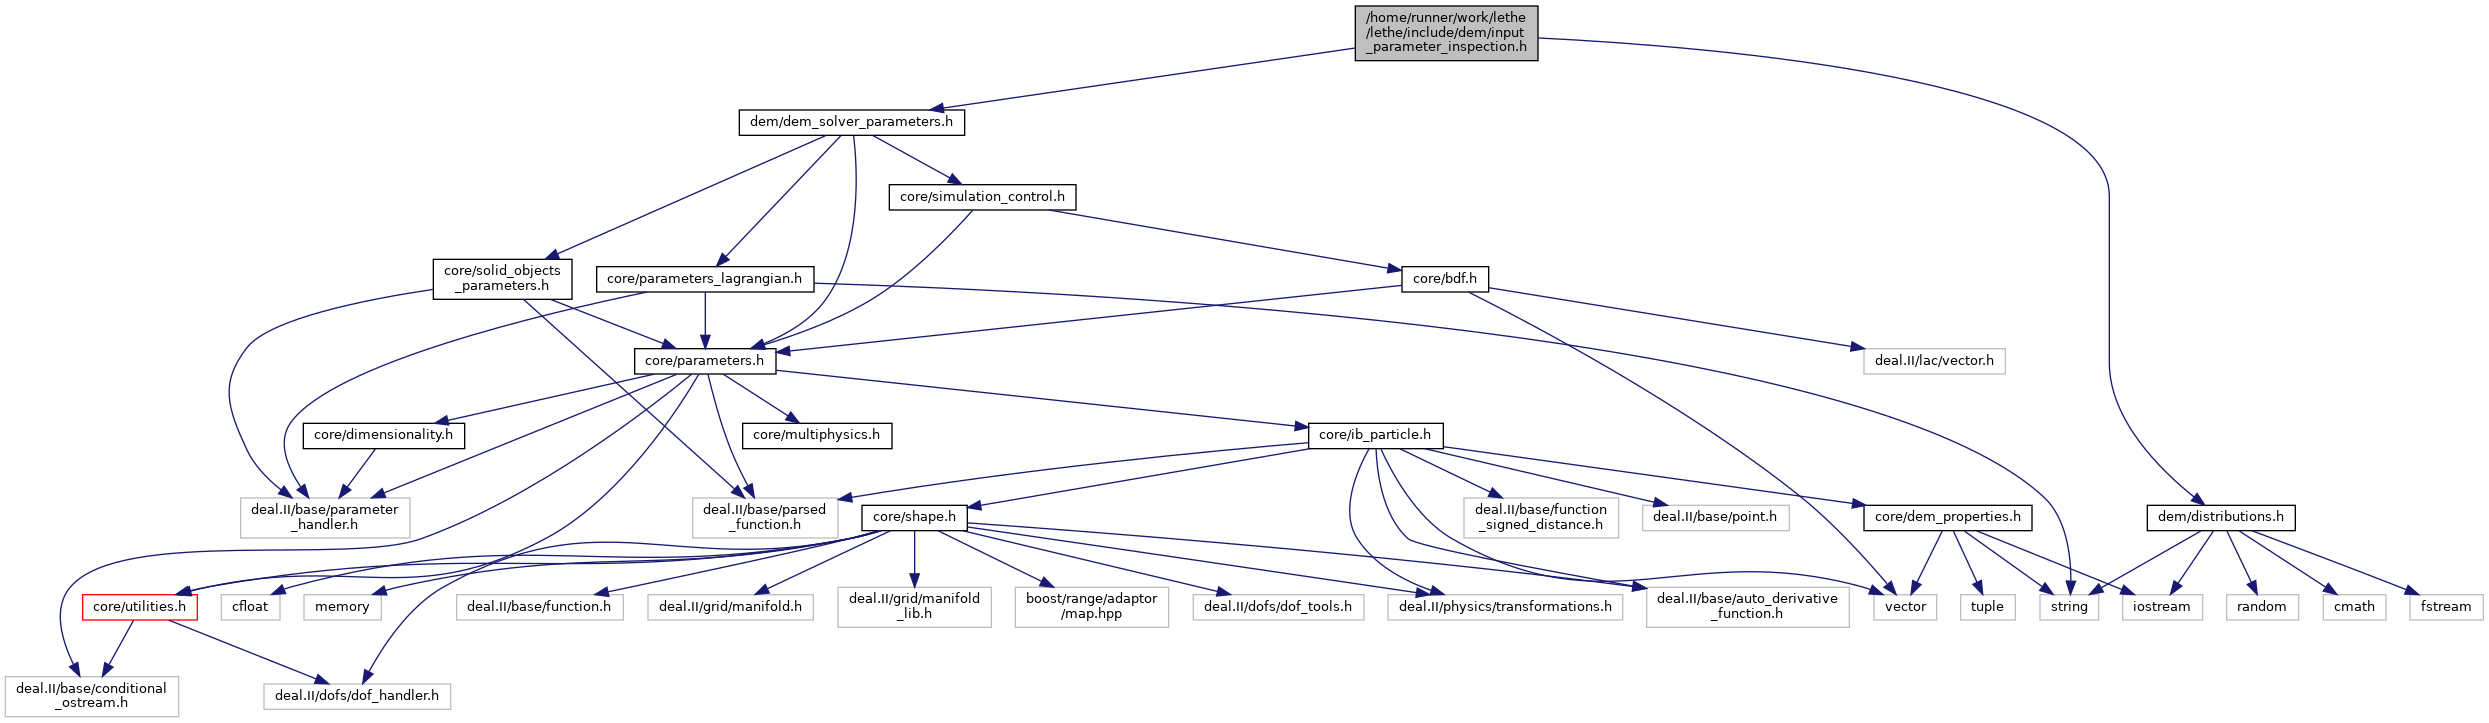 /home/runner/work/lethe
/lethe/include/dem/input
_parameter_inspection.h
dem/dem_solver_parameters.h
core/simulation_control.h
core/solid_objects
_parameters.h
core/parameters_lagrangian.h
core/bdf.h
core/parameters.h
deal.II/lac/vector.h
core/dimensionality.h
core/multiphysics.h
core/ib_particle.h
deal.II/base/parameter
_handler.h
deal.II/base/parsed
_function.h
core/shape.h
deal.II/base/function
_signed_distance.h
deal.II/base/point.h
core/dem_properties.h
dem/distributions.h
core/utilities.h
cfloat
memory
deal.II/base/function.h
deal.II/grid/manifold.h
deal.II/grid/manifold
_lib.h
boost/range/adaptor
/map.hpp
deal.II/dofs/dof_tools.h
deal.II/physics/transformations.h
deal.II/base/auto_derivative
_function.h
vector
tuple
string
iostream
random
cmath
fstream
deal.II/base/conditional
_ostream.h
deal.II/dofs/dof_handler.h